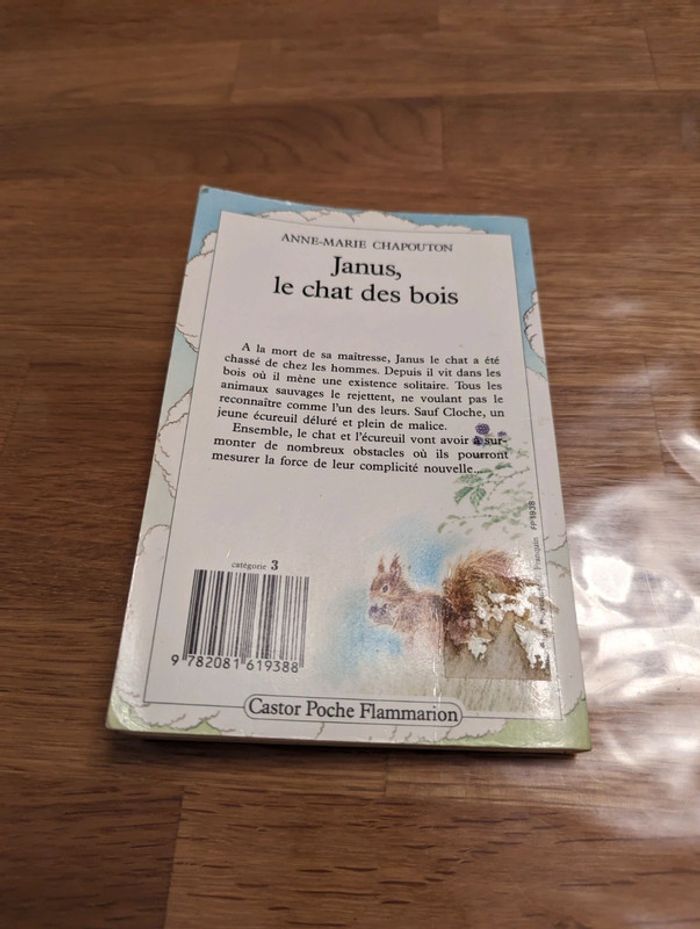 ANNE-MARIE CHAPOUTON
Janus,
le chat des bois
A la mort de sa maîtresse, Janus le chat a été
chassé de chez les hommes. Depuis il vit dans les
bois où il mène une existence solitaire. Tous les
animaux sauvages le rejettent, ne voulant pas le
reconnaître comme l'un des leurs. Sauf Cloche, un
jeune écureuil déluré et plein de malice.
Ensemble, le chat et l'écureuil vont avoir à sur-
monter de nombreux obstacles où ils pourront
mesurer la force de leur complicité nouvelle...
Franquin FP1938
catégorie 3
9 782081 619388
Castor Poche Flammarion